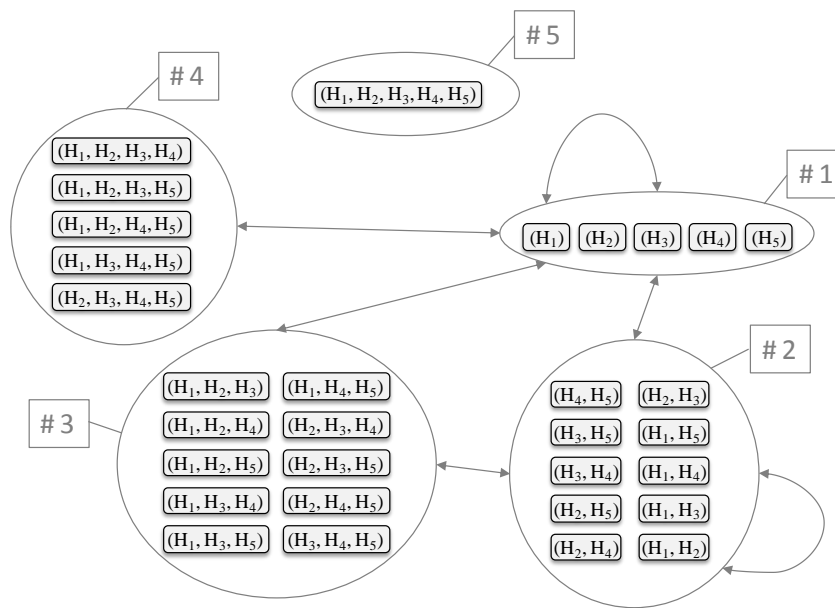 # 5
# 4
(H₁, H₂, H₃, H₄, H₅)
(H₁, H₂, H₃, H₄)
(H₁, H₂, H₃, H₅)
(H₁, H₂, H₄, H₅)
(H₁, H₃, H₄, H₅)
(H₂, H₃, H₄, H₅)
# 1
(H₁) (H₂) (H₃) (H₄) (H₅)
# 3
(H₁, H₂, H₃) (H₁, H₄, H₅)
(H₁, H₂, H₄) (H₂, H₃, H₄)
(H₁, H₂, H₅) (H₂, H₃, H₅)
(H₁, H₃, H₄) (H₂, H₄, H₅)
(H₁, H₃, H₅) (H₃, H₄, H₅)
# 2
(H₄, H₅) (H₂, H₃)
(H₃, H₅) (H₁, H₅)
(H₃, H₄) (H₁, H₄)
(H₂, H₅) (H₁, H₃)
(H₂, H₄) (H₁, H₂)